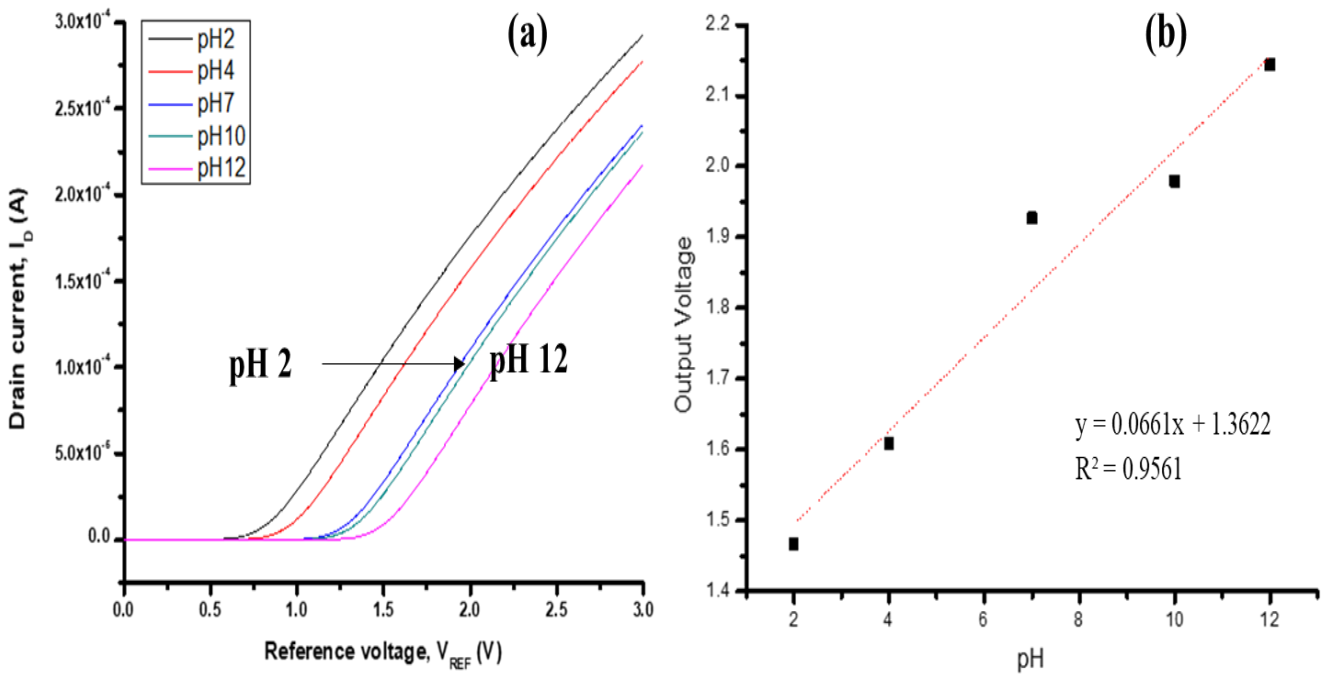 (a)
pH2
pH4
pH7
pH10
pH12
3.0x10⁻⁴
2.5x10⁻⁴
2.0x10⁻⁴
1.5x10⁻⁴
1.0x10⁻⁴
5.0x10⁻⁵
0.0
Drain current, I_D (A)
pH 2
pH 12
0.0 0.5 1.0 1.5 2.0 2.5 3.0
Reference voltage, V_REF (V)
(b)
2.2
2.1
2.0
1.9
1.8
1.7
1.6
1.5
1.4
Output Voltage
y = 0.0661x + 1.3622
R² = 0.9561
2 4 6 8 10 12
pH